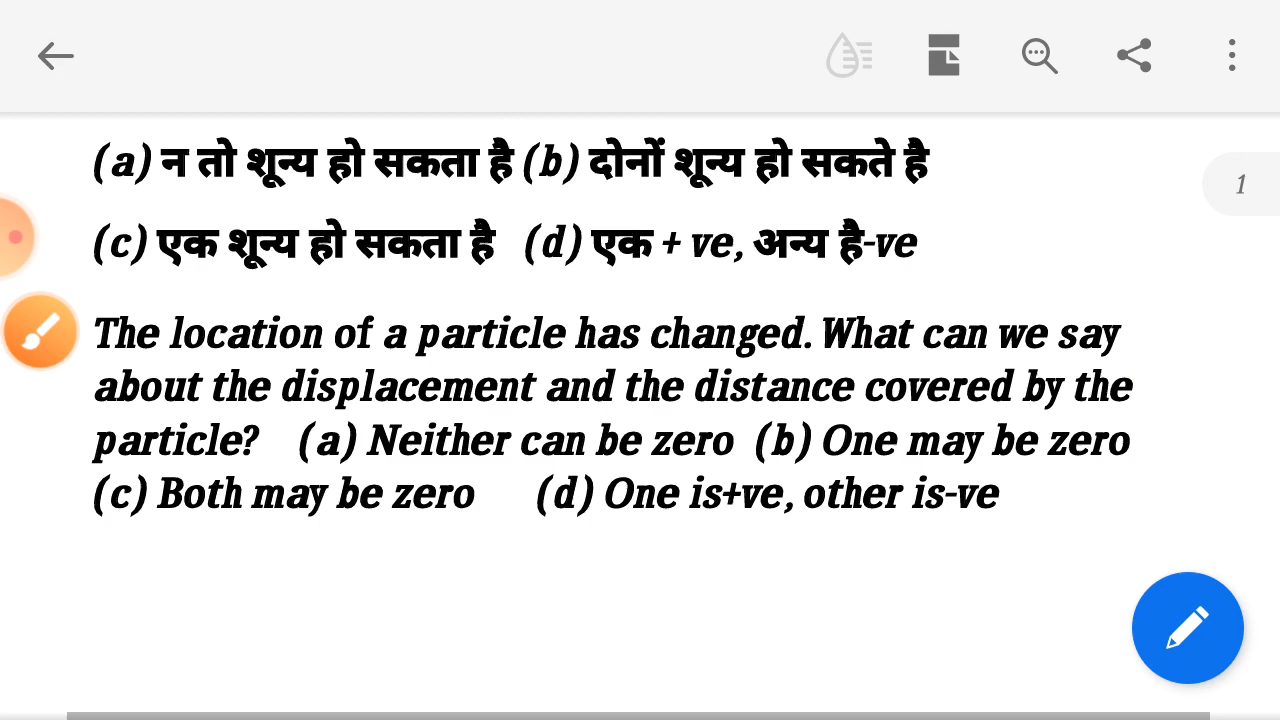 (a) न तो शून्य हो सकता है (b) दोनों शून्य हो सकते है
1
(c) एक शून्य हो सकता है (d) एक + ve, अन्य है-ve
The location of a particle has changed. What can we say
about the displacement and the distance covered by the
particle? (a) Neither can be zero (b) One may be zero
(c) Both may be zero (d) One is+ve, other is-ve